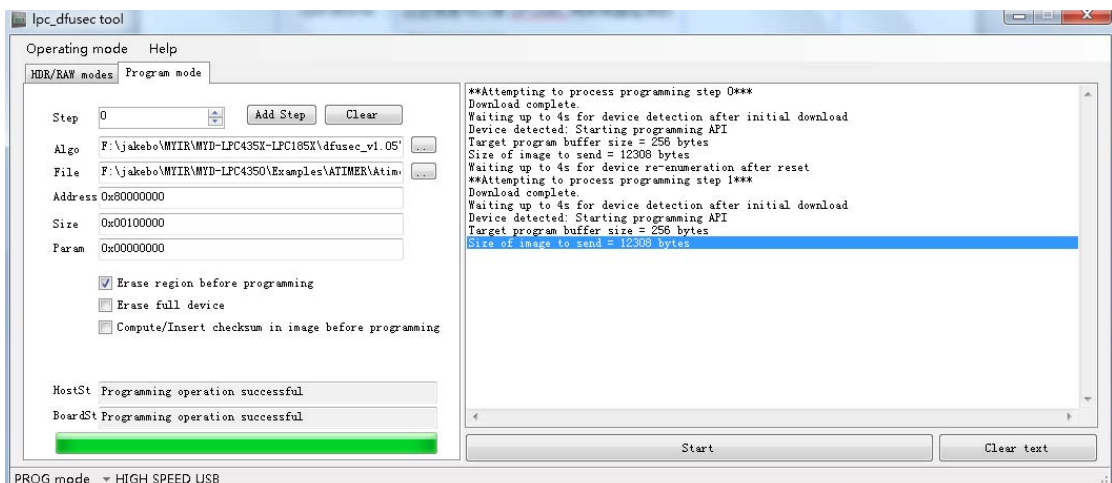 lpc_dfusec tool
Operating mode Help
HDR/RAW modes Program mode
Step 0 Add Step Clear
Algo F:\jakebo\MYIR\MYD-LPC435X-LPC185X\dfusec_v1.05' ...
File F:\jakebo\MYIR\MYD-LPC4350\Examples\ATIMER\Atim ...
Address 0x80000000
Size 0x00100000
Param 0x00000000
Erase region before programming
Erase full device
Compute/Insert checksum in image before programming
HostSt Programming operation successful
BoardSt Programming operation successful
**Attempting to process programming step 0***
Download complete.
Waiting up to 4s for device detection after initial download
Device detected: Starting programming API
Target program buffer size = 256 bytes
Size of image to send = 12308 bytes
Waiting up to 4s for device re-enumeration after reset
**Attempting to process programming step 1***
Download complete.
Waiting up to 4s for device detection after initial download
Device detected: Starting programming API
Target program buffer size = 256 bytes
Size of image to send = 12308 bytes
Start Clear text
PROG mode HIGH SPEED USB